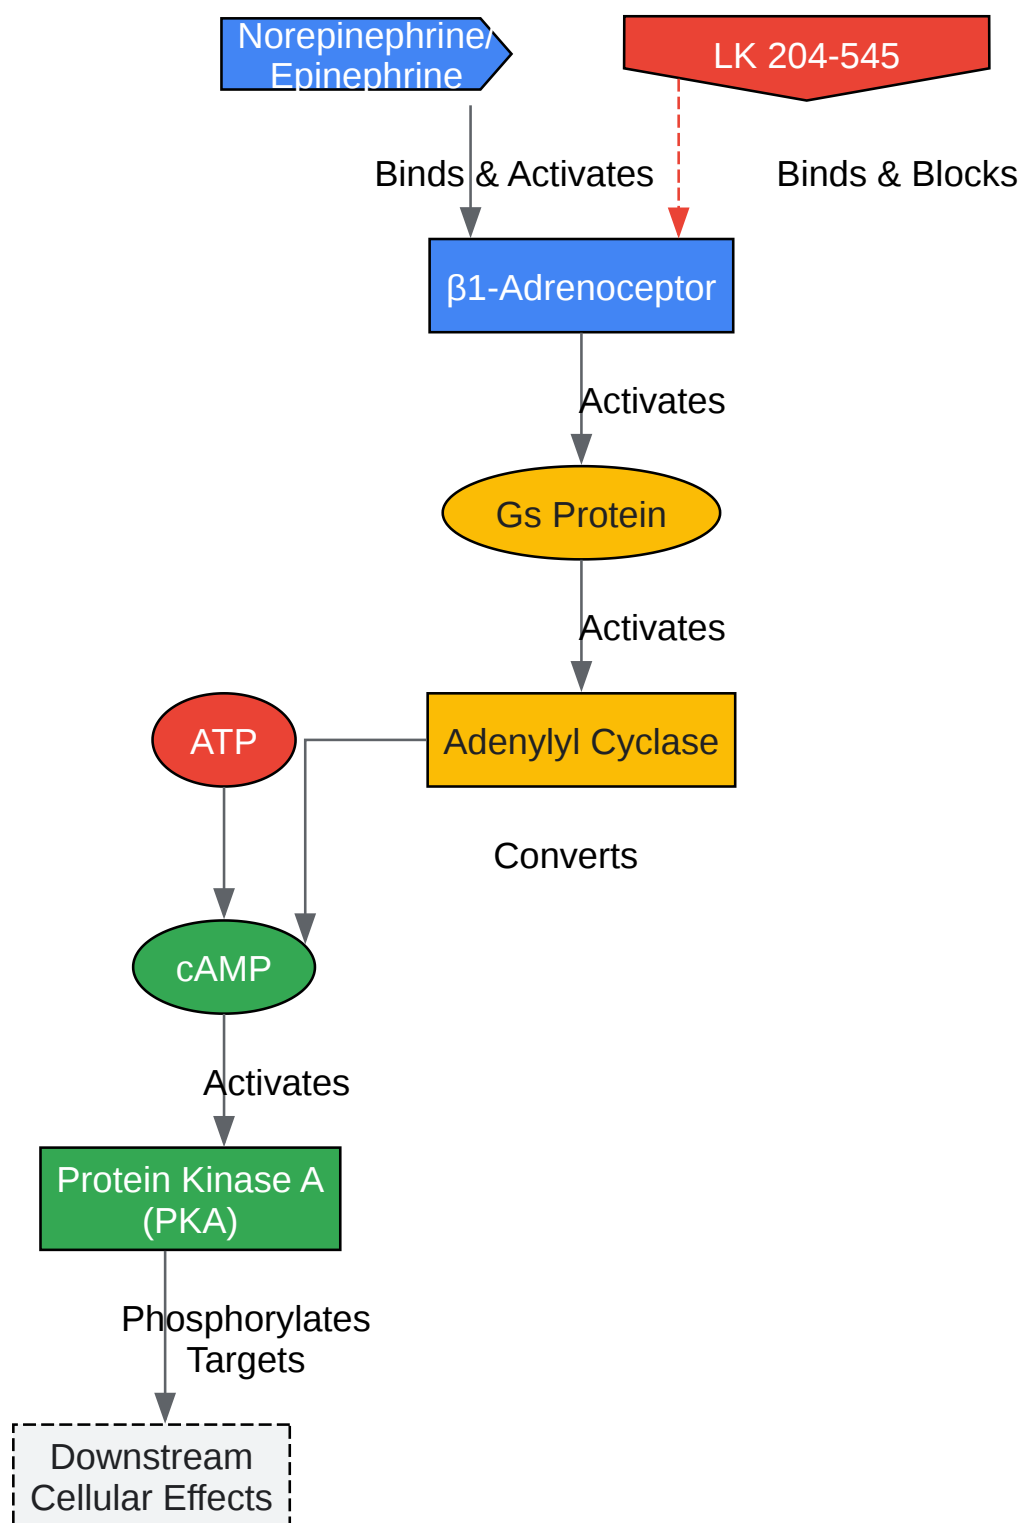 Norepinephrine/
Epinephrine
LK 204-545
Binds & Activates
Binds & Blocks
β1-Adrenoceptor
Activates
Gs Protein
Activates
ATP
Adenylyl Cyclase
Converts
cAMP
Activates
Protein Kinase A
(PKA)
Phosphorylates
Targets
Downstream
Cellular Effects